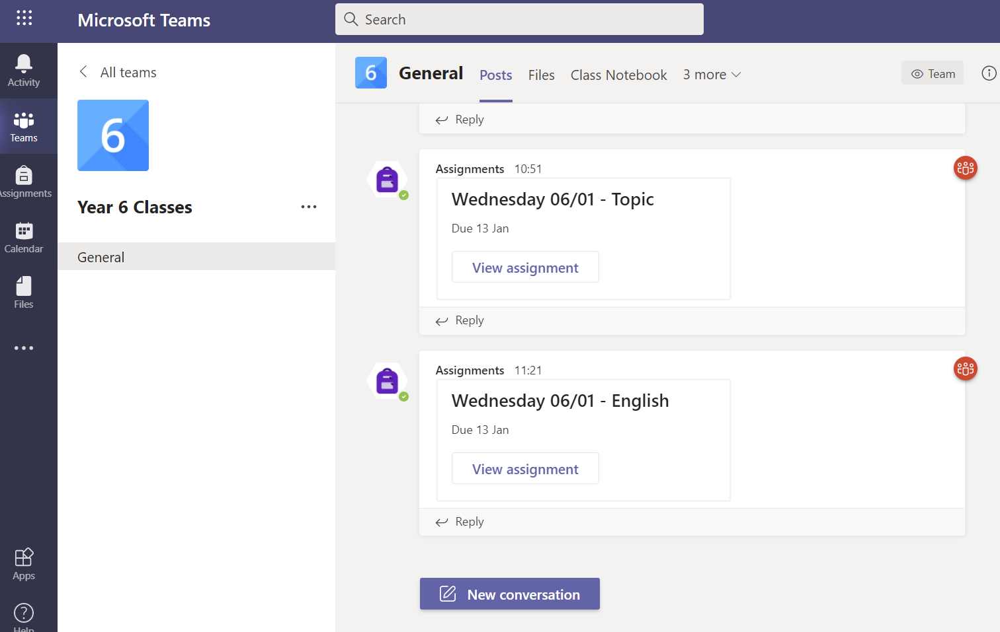 Microsoft Teams
Search
Activity
Teams
Assignments
Calendar
Files
Apps
Help
All teams
6
Year 6 Classes
General
6
General Posts Files Class Notebook 3 more
Team
Reply
Assignments 10:51
Wednesday 06/01 - Topic
Due 13 Jan
View assignment
Reply
Assignments 11:21
Wednesday 06/01 - English
Due 13 Jan
View assignment
Reply
New conversation